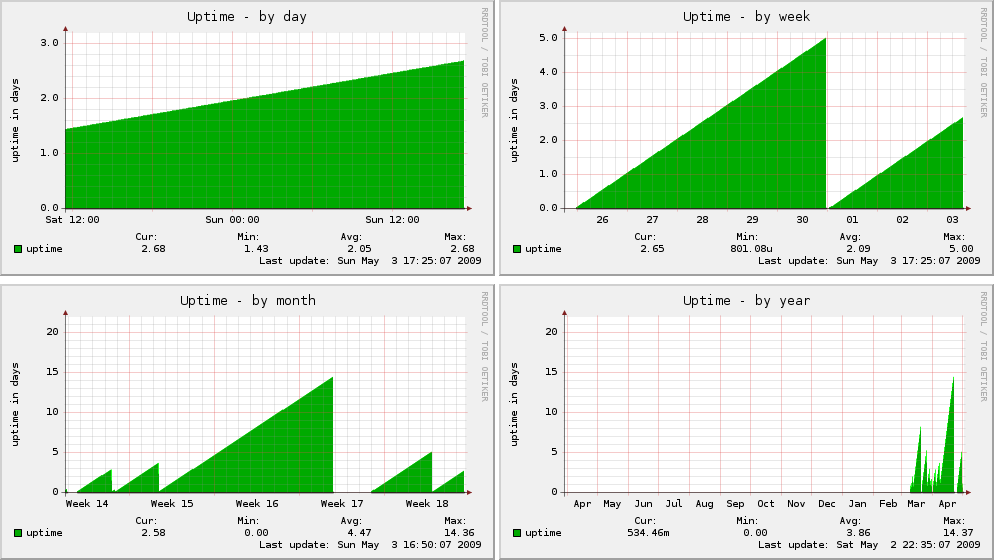 Uptime - by day
RRDTOOL / TOBI OETIKER
uptime in days
3.0
2.0
1.0
0.0
Sat 12:00 Sun 00:00 Sun 12:00
Cur: Min: Avg: Max:
uptime 2.68 1.43 2.05 2.68
Last update: Sun May 3 17:25:07 2009
Uptime - by week
RRDTOOL / TOBI OETIKER
uptime in days
5.0
4.0
3.0
2.0
1.0
0.0
26 27 28 29 30 01 02 03
Cur: Min: Avg: Max:
uptime 2.65 801.08u 2.09 5.00
Last update: Sun May 3 17:25:07 2009
Uptime - by month
RRDTOOL / TOBI OETIKER
uptime in days
20
15
10
5
0
Week 14 Week 15 Week 16 Week 17 Week 18
Cur: Min: Avg: Max:
uptime 2.58 0.00 4.47 14.36
Last update: Sun May 3 16:50:07 2009
Uptime - by year
RRDTOOL / TOBI OETIKER
uptime in days
20
15
10
5
0
Apr May Jun Jul Aug Sep Oct Nov Dec Jan Feb Mar Apr
Cur: Min: Avg: Max:
uptime 534.46m 0.00 3.86 14.37
Last update: Sat May 2 22:35:07 2009